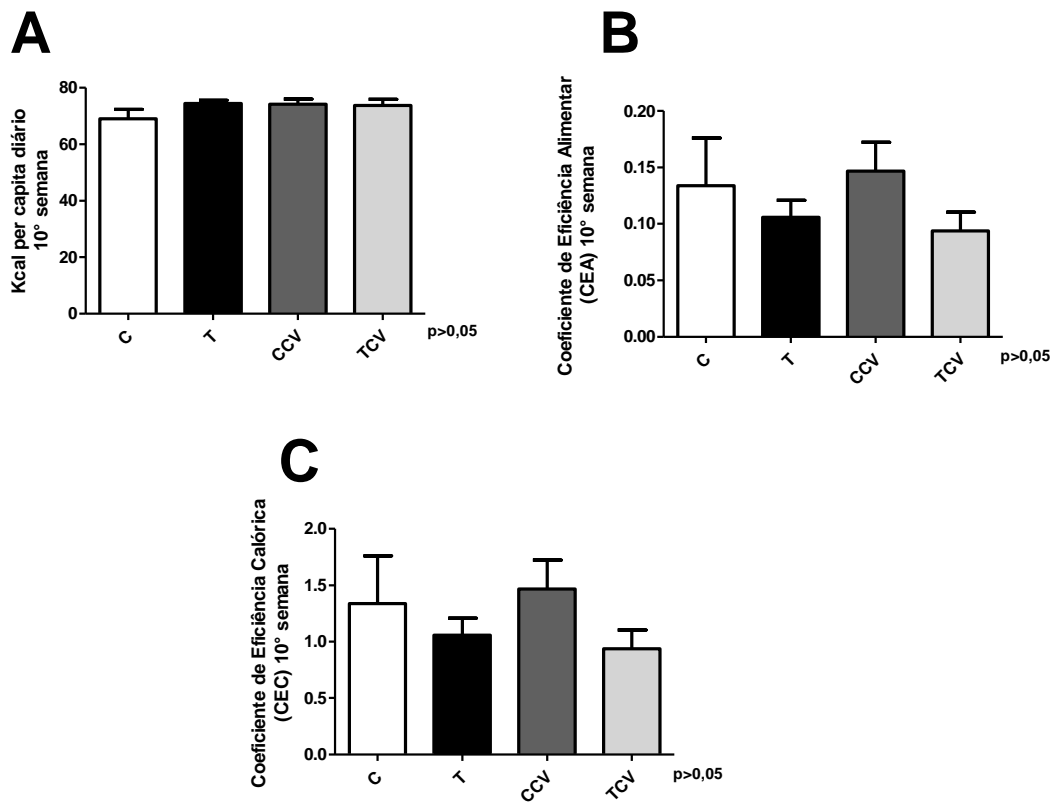 A
Kcal per capita diário
10° semana
80
60
40
20
0
C
T
CCV
TCV
p>0,05
B
Coeficiente de Eficiência Alimentar
(CEA) 10° semana
0.20
0.15
0.10
0.05
0.00
C
T
CCV
TCV
p>0,05
C
Coeficiente de Eficiência Calórica
(CEC) 10° semana
2.0
1.5
1.0
0.5
0.0
C
T
CCV
TCV
p>0,05